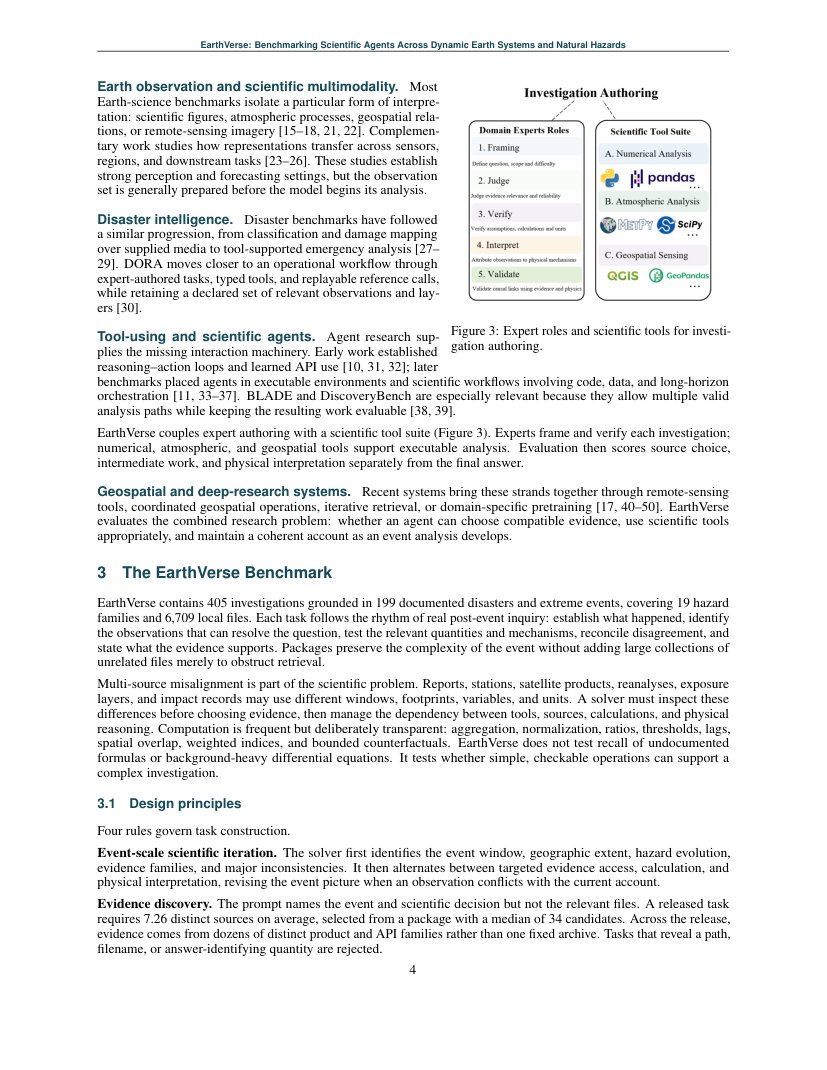 EarthVerse: Benchmarking Scientific Agents Across Dynamic Earth Systems and Natural Hazards
Earth observation and scientific multimodality. Most
Earth-science benchmarks isolate a particular form of interpre-
tation: scientific figures, atmospheric processes, geospatial rela-
tions, or remote-sensing imagery [15–18, 21, 22]. Complemen-
tary work studies how representations transfer across sensors,
regions, and downstream tasks [23–26]. These studies establish
strong perception and forecasting settings, but the observation
set is generally prepared before the model begins its analysis.
Disaster intelligence. Disaster benchmarks have followed
a similar progression, from classification and damage mapping
over supplied media to tool-supported emergency analysis [27–
29]. DORA moves closer to an operational workflow through
expert-authored tasks, typed tools, and replayable reference calls,
while retaining a declared set of relevant observations and lay-
ers [30].
Tool-using and scientific agents. Agent research sup-
plies the missing interaction machinery. Early work established
reasoning–action loops and learned API use [10, 31, 32]; later
benchmarks placed agents in executable environments and scientific workflows involving code, data, and long-horizon
orchestration [11, 33–37]. BLADE and DiscoveryBench are especially relevant because they allow multiple valid
analysis paths while keeping the resulting work evaluable [38, 39].
Investigation Authoring
Domain Experts Roles
1. Framing
Define question, scope and difficulty
2. Judge
Judge evidence relevance and reliability
3. Verify
Verify assumptions, calculations and units
4. Interpret
Attribute observations to physical mechanisms
5. Validate
Validate causal links using evidence and physics
Scientific Tool Suite
A. Numerical Analysis
pandas
...
B. Atmospheric Analysis
MetPy
SciPy
...
C. Geospatial Sensing
QGIS
GeoPandas
...
Figure 3: Expert roles and scientific tools for investi-
gation authoring.
EarthVerse couples expert authoring with a scientific tool suite (Figure 3). Experts frame and verify each investigation;
numerical, atmospheric, and geospatial tools support executable analysis. Evaluation then scores source choice,
intermediate work, and physical interpretation separately from the final answer.
Geospatial and deep-research systems. Recent systems bring these strands together through remote-sensing
tools, coordinated geospatial operations, iterative retrieval, or domain-specific pretraining [17, 40–50]. EarthVerse
evaluates the combined research problem: whether an agent can choose compatible evidence, use scientific tools
appropriately, and maintain a coherent account as an event analysis develops.
3 The EarthVerse Benchmark
EarthVerse contains 405 investigations grounded in 199 documented disasters and extreme events, covering 19 hazard
families and 6,709 local files. Each task follows the rhythm of real post-event inquiry: establish what happened, identify
the observations that can resolve the question, test the relevant quantities and mechanisms, reconcile disagreement, and
state what the evidence supports. Packages preserve the complexity of the event without adding large collections of
unrelated files merely to obstruct retrieval.
Multi-source misalignment is part of the scientific problem. Reports, stations, satellite products, reanalyses, exposure
layers, and impact records may use different windows, footprints, variables, and units. A solver must inspect these
differences before choosing evidence, then manage the dependency between tools, sources, calculations, and physical
reasoning. Computation is frequent but deliberately transparent: aggregation, normalization, ratios, thresholds, lags,
spatial overlap, weighted indices, and bounded counterfactuals. EarthVerse does not test recall of undocumented
formulas or background-heavy differential equations. It tests whether simple, checkable operations can support a
complex investigation.
3.1 Design principles
Four rules govern task construction.
Event-scale scientific iteration. The solver first identifies the event window, geographic extent, hazard evolution,
evidence families, and major inconsistencies. It then alternates between targeted evidence access, calculation, and
physical interpretation, revising the event picture when an observation conflicts with the current account.
Evidence discovery. The prompt names the event and scientific decision but not the relevant files. A released task
requires 7.26 distinct sources on average, selected from a package with a median of 34 candidates. Across the release,
evidence comes from dozens of distinct product and API families rather than one fixed archive. Tasks that reveal a path,
filename, or answer-identifying quantity are rejected.
4